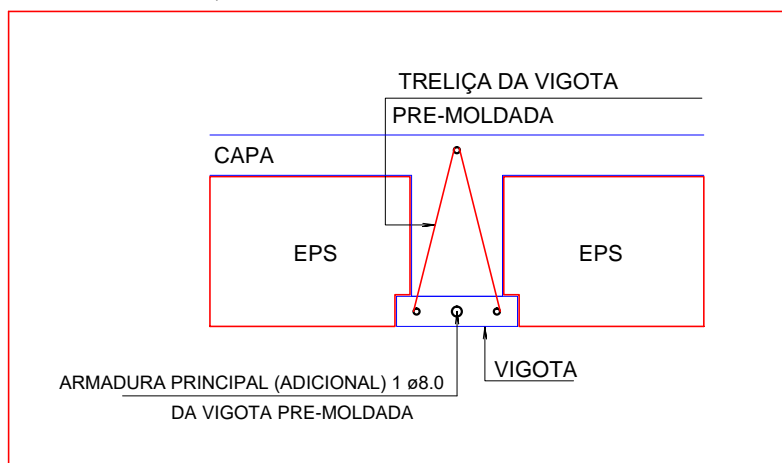 TRELIÇA DA VIGOTA
PRE-MOLDADA
CAPA
EPS
EPS
VIGOTA
ARMADURA PRINCIPAL (ADICIONAL) 1 ø8.0
DA VIGOTA PRE-MOLDADA